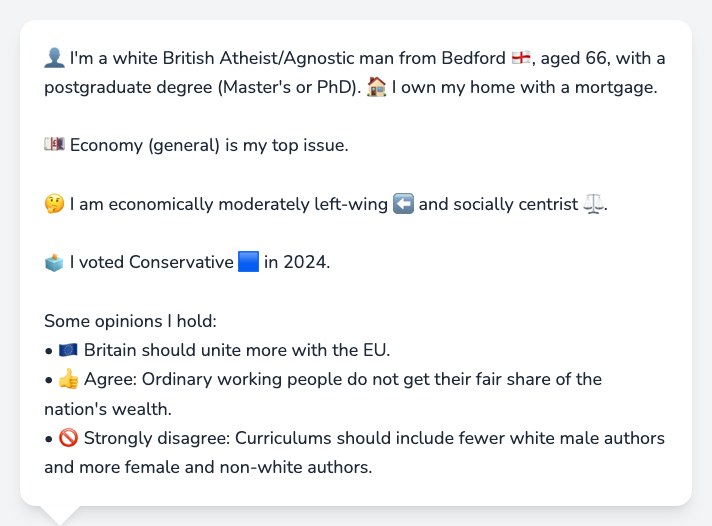 👤 I'm a white British Atheist/Agnostic man from Bedford 🏴󠁧󠁢󠁥󠁮󠁧󠁿, aged 66, with a
postgraduate degree (Master's or PhD). 🏠 I own my home with a mortgage.
💷 Economy (general) is my top issue.
🤔 I am economically moderately left-wing ⬅️ and socially centrist ⚖️.
🗳️ I voted Conservative 🟦 in 2024.
Some opinions I hold:
• 🇪🇺 Britain should unite more with the EU.
• 👍 Agree: Ordinary working people do not get their fair share of the
nation's wealth.
• 🚫 Strongly disagree: Curriculums should include fewer white male authors
and more female and non-white authors.